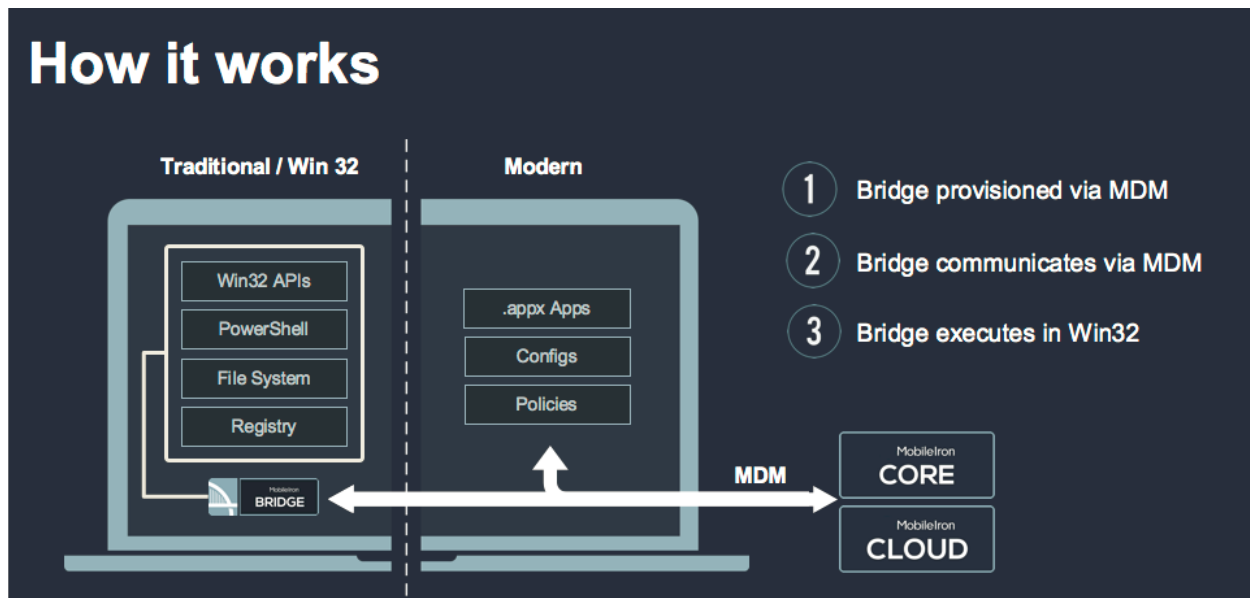 How it works
Traditional / Win 32
Modern
Win32 APIs
PowerShell
File System
Registry
MobileIron
BRIDGE
.appx Apps
Configs
Policies
MDM
1
Bridge provisioned via MDM
2
Bridge communicates via MDM
3
Bridge executes in Win32
MobileIron
CORE
MobileIron
CLOUD